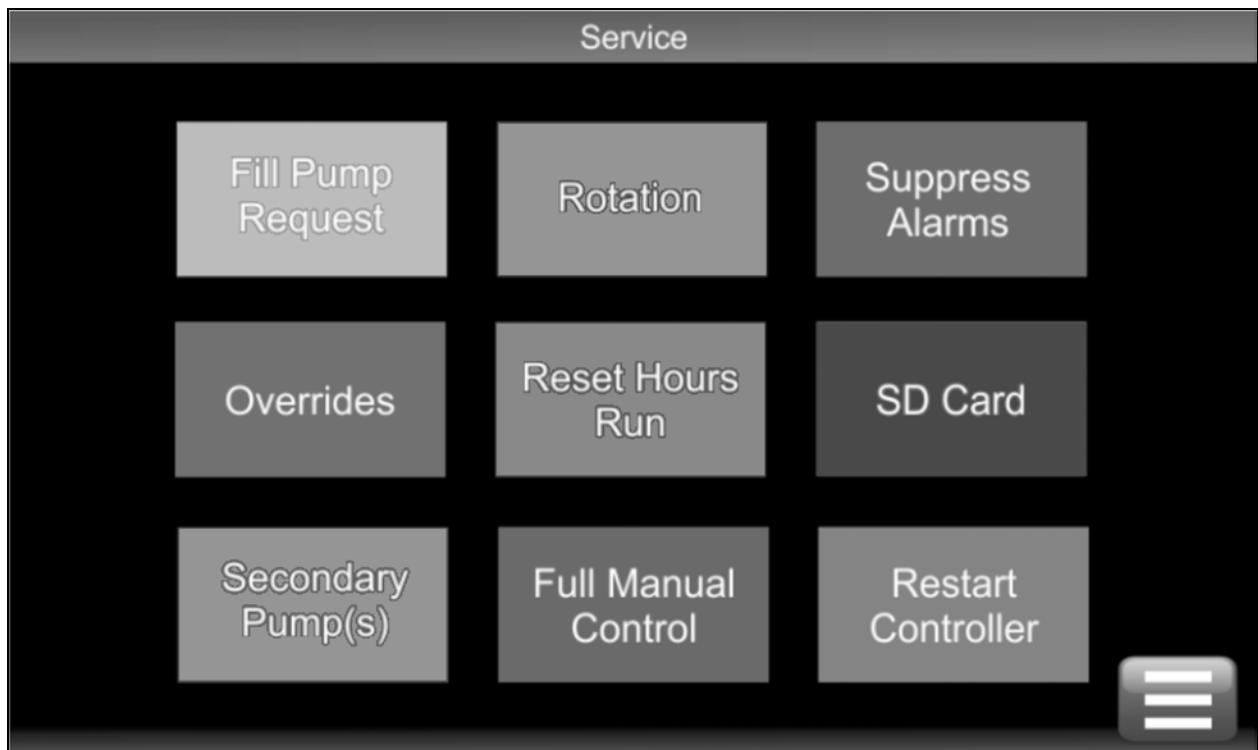 Service
Fill Pump
Request
Rotation
Suppress
Alarms
Overrides
Reset Hours
Run
SD Card
Secondary
Pump(s)
Full Manual
Control
Restart
Controller